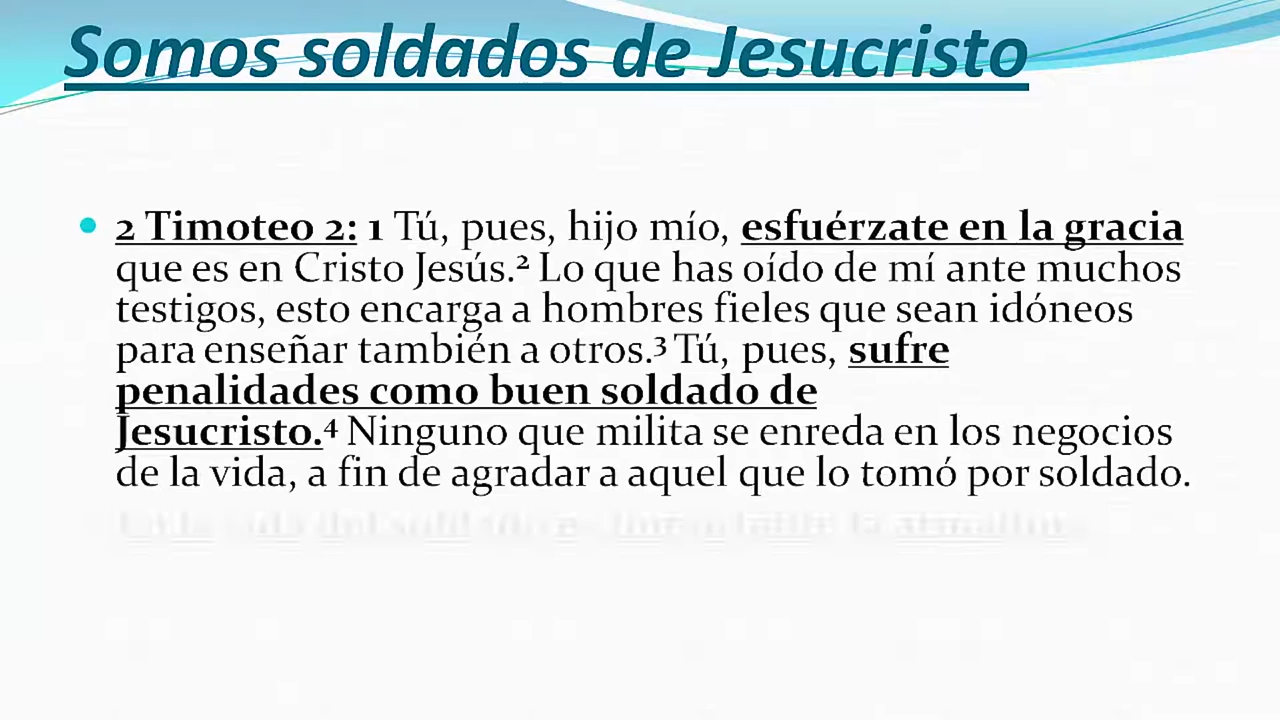 Somos soldados de Jesucristo
• 2 Timoteo 2: 1 Tú, pues, hijo mío, esfuérzate en la gracia
que es en Cristo Jesús.² Lo que has oído de mí ante muchos
testigos, esto encarga a hombres fieles que sean idóneos
para enseñar también a otros.³ Tú, pues, sufre
penalidades como buen soldado de
Jesucristo.⁴ Ninguno que milita se enreda en los negocios
de la vida, a fin de agradar a aquel que lo tomó por soldado.